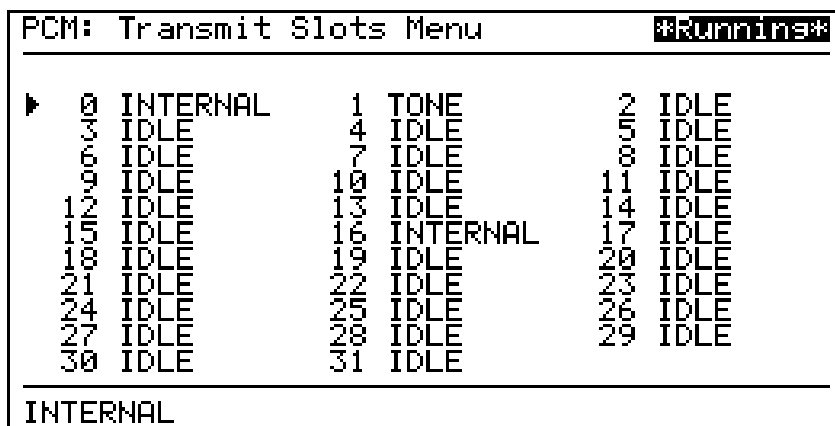 PCM: Transmit Slots Menu *Running*
0 INTERNAL 1 TONE 2 IDLE
3 IDLE 4 IDLE 5 IDLE
6 IDLE 7 IDLE 8 IDLE
9 IDLE 10 IDLE 11 IDLE
12 IDLE 13 IDLE 14 IDLE
15 IDLE 16 INTERNAL 17 IDLE
18 IDLE 19 IDLE 20 IDLE
21 IDLE 22 IDLE 23 IDLE
24 IDLE 25 IDLE 26 IDLE
27 IDLE 28 IDLE 29 IDLE
30 IDLE 31 IDLE
INTERNAL